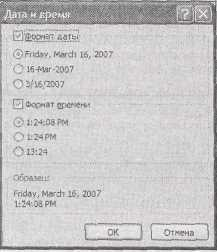 Дата и время
Формат даты
Friday, March 16, 2007
16-Mar-2007
3/16/2007
Формат времени
1:24:08 PM
1:24 PM
13:24
Образец:
Friday, March 16, 2007
1:24:08 PM
OK
Отмена